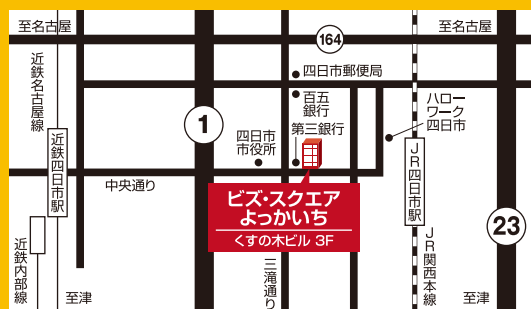 至名古屋
至名古屋
164
近鉄名古屋線
四日市郵便局
百五
銀行
ハロー
ワーク
四日市
1
四日市
市役所
第三銀行
近鉄四日市駅
JR四日市駅
中央通り
ビズ・スクエア
よっかいち
くすの木ビル 3F
23
近鉄内部線
三滝通り
JR関西本線
至津
至津